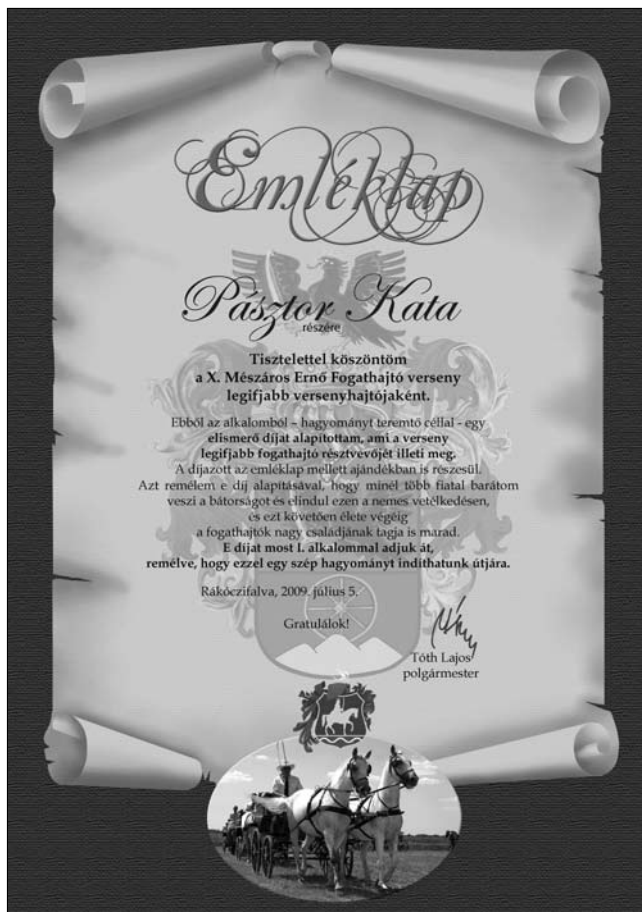 Emléklap
Pásztor Kata
részére
Tisztelettel köszöntöm
a X. Mészáros Ernő Fogathajtó verseny
legifjabb versenyhajtójaként.
Ebből az alkalomból – hagyományt teremtő céllal - egy
elismerő díjat alapítottam, ami a verseny
legifjabb fogathajtó résztvevőjét illeti meg.
A díjazott az emléklap mellett ajándékban is részesül.
Azt remélem e díj alapításával, hogy minél több fiatal barátom
veszi a bátorságot és elindul ezen a nemes vetélkedésen,
és ezt követően élete végéig
a fogathajtók nagy családjának tagja is marad.
E díjat most I. alkalommal adjuk át,
remélve, hogy ezzel egy szép hagyományt indíthatunk útjára.
Rákóczifalva, 2009. július 5.
Gratulálok!
Tóth Lajos
polgármester